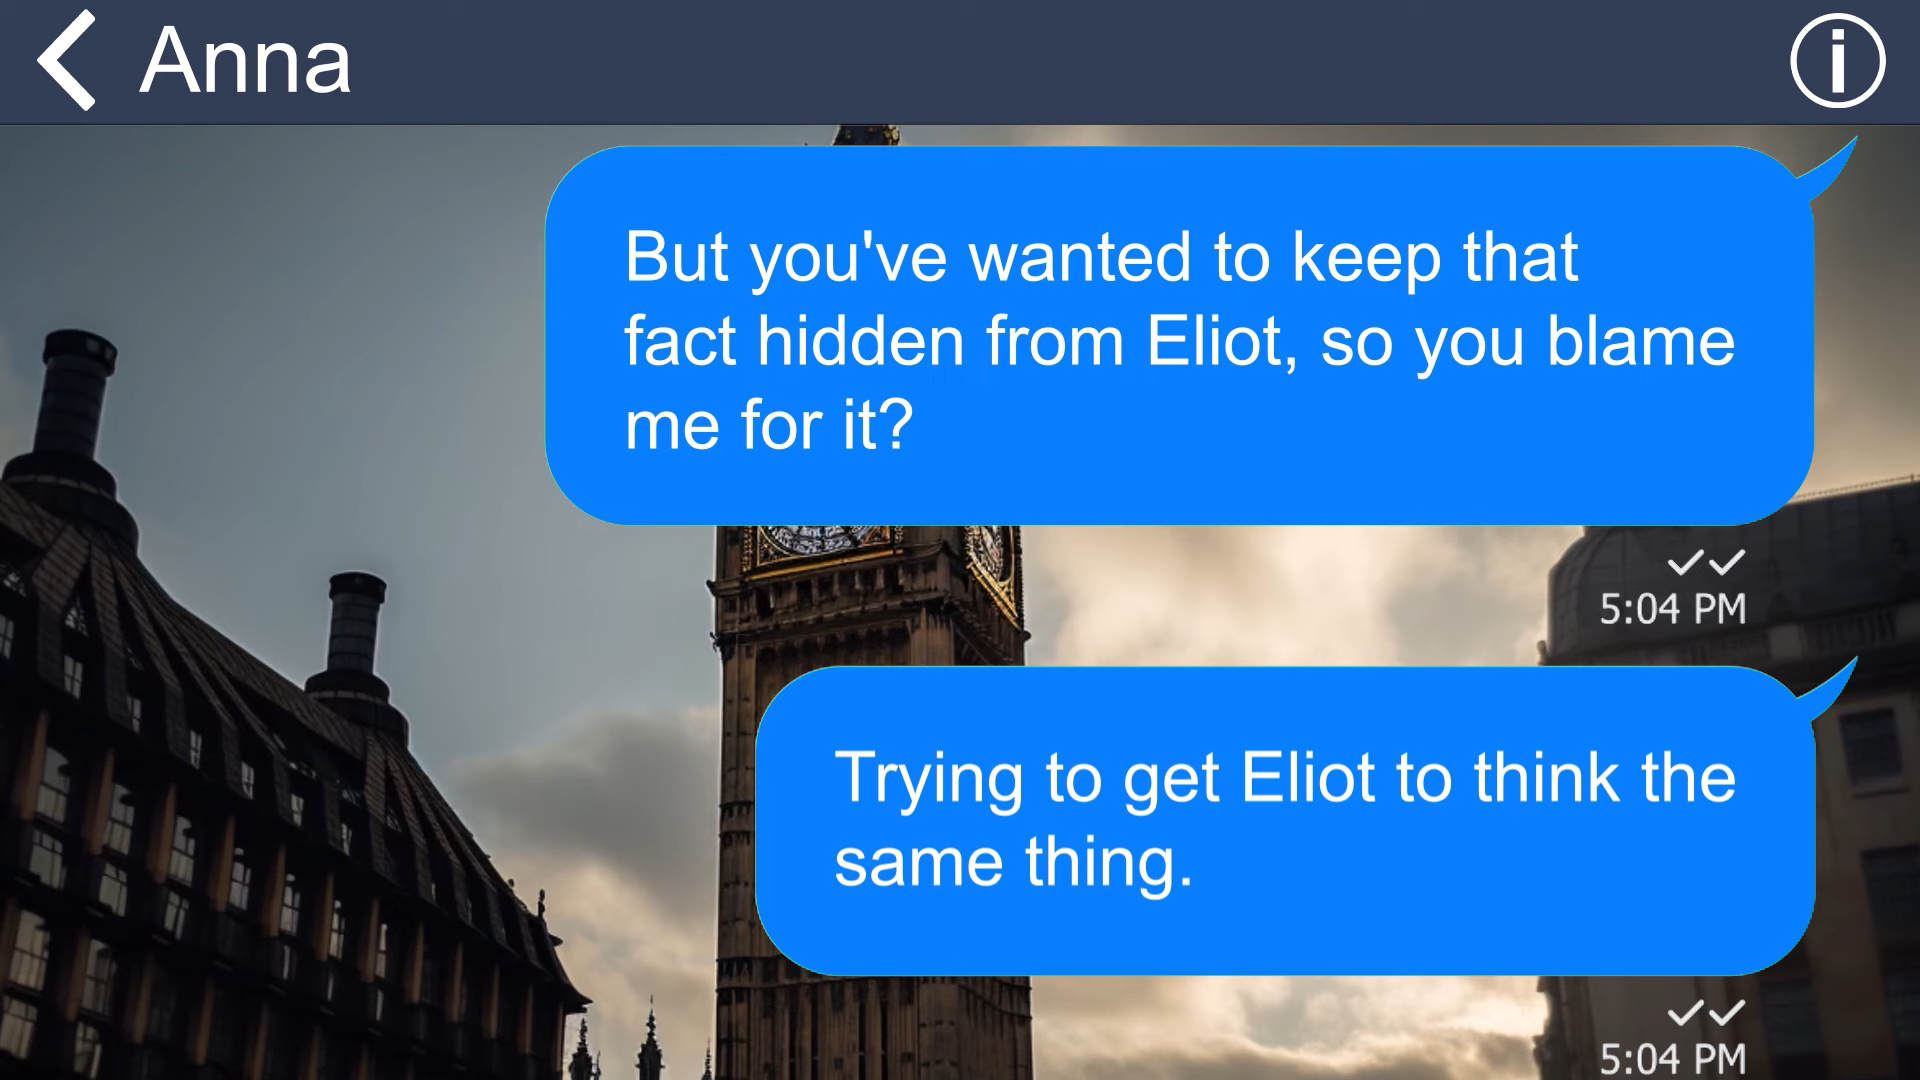 Anna
But you've wanted to keep that
fact hidden from Eliot, so you blame
me for it?
5:04 PM
Trying to get Eliot to think the
same thing.
5:04 PM